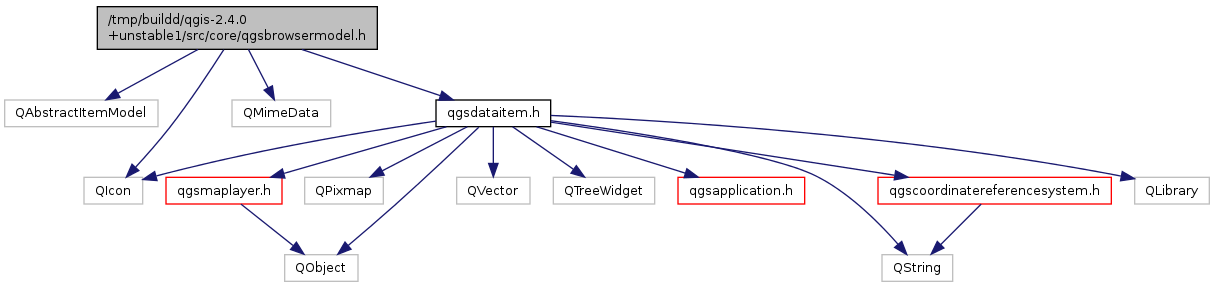 /tmp/buildd/qgis-2.4.0
+unstable1/src/core/qgsbrowsermodel.h
QAbstractItemModel
QMimeData
qgsdataitem.h
QIcon
qgsmaplayer.h
QPixmap
QVector
QTreeWidget
qgsapplication.h
qgscoordinatereferencesystem.h
QLibrary
QObject
QString